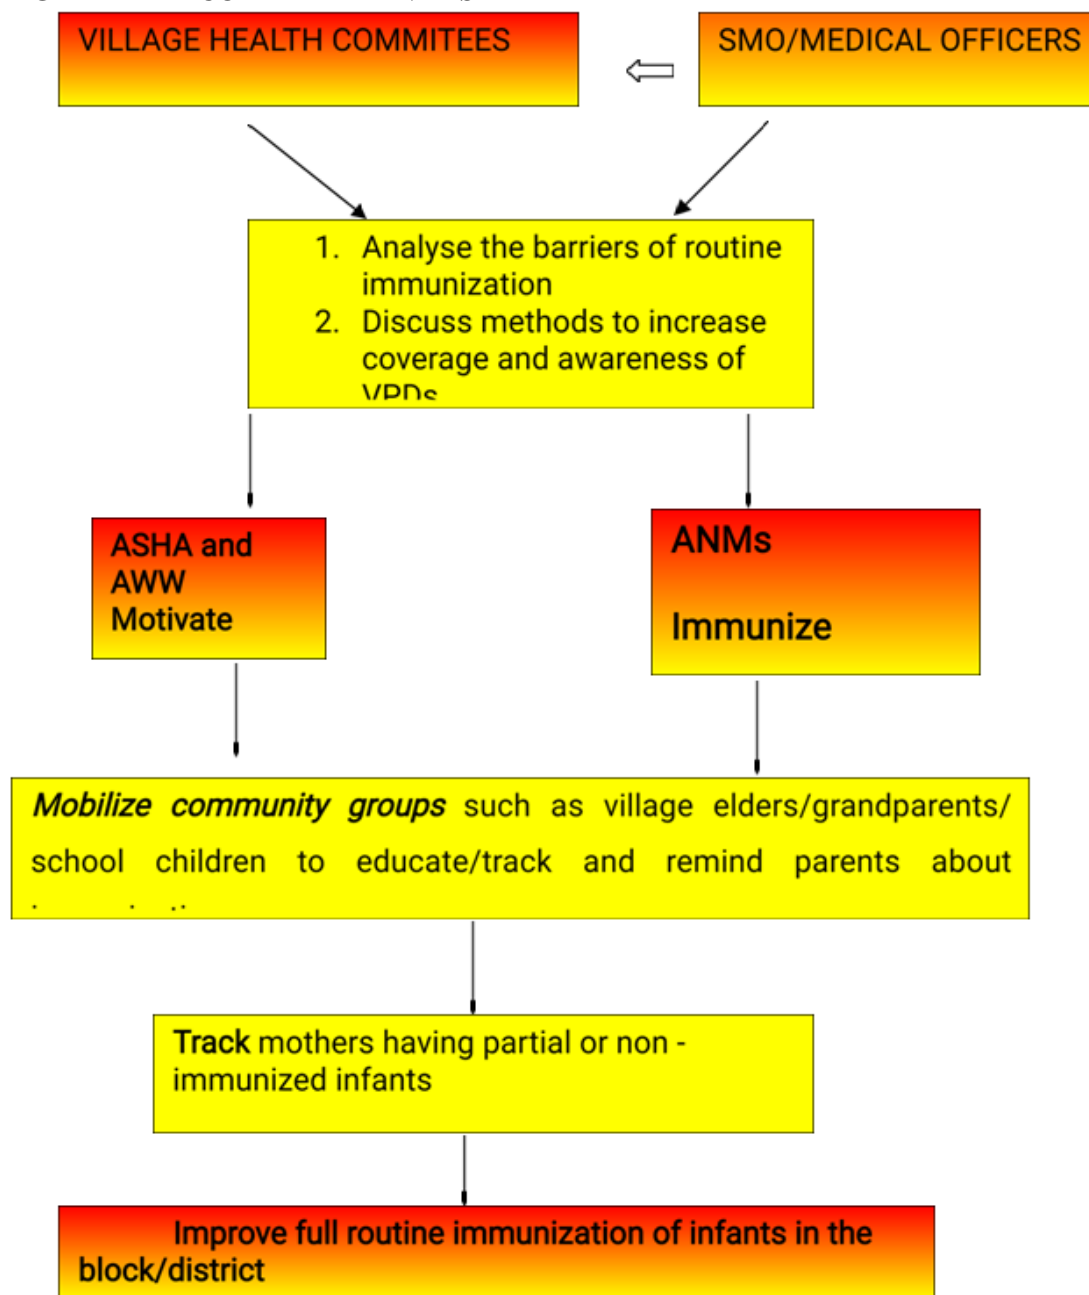 VILLAGE HEALTH COMMITEES
SMO/MEDICAL OFFICERS
1. Analyse the barriers of routine
immunization
2. Discuss methods to increase
coverage and awareness of
VPDs
ASHA and
AWW
Motivate
ANMs
Immunize
Mobilize community groups such as village elders/grandparents/
school children to educate/track and remind parents about
Track mothers having partial or non -
immunized infants
Improve full routine immunization of infants in the
block/district